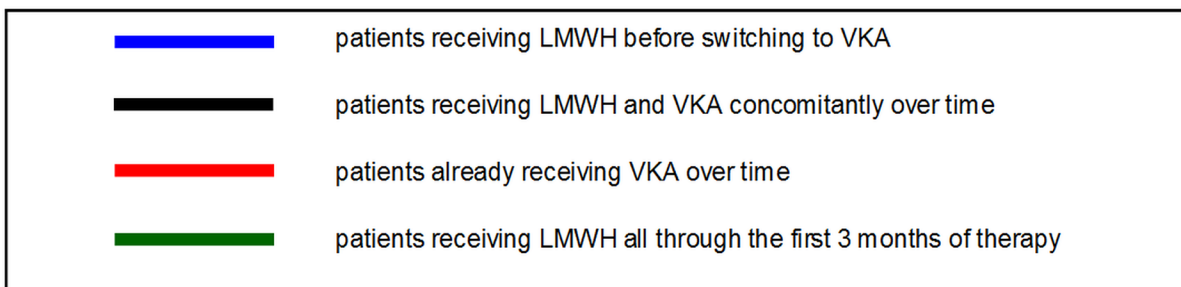 patients receiving LMWH before switching to VKA
patients receiving LMWH and VKA concomitantly over time
patients already receiving VKA over time
patients receiving LMWH all through the first 3 months of therapy